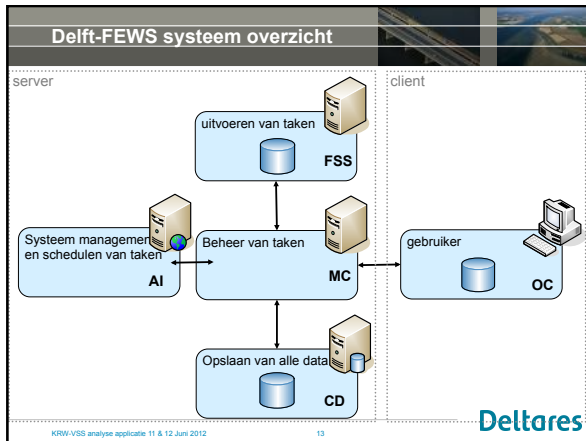 Delft-FEWS systeem overzicht
server
client
uitvoeren van taken
FSS
Systeem management
en schedulen van taken
AI
Beheer van taken
MC
gebruiker
OC
Opslaan van alle data
CD
KRW-VSS analyse applicatie 11 & 12 Juni 2012
13
Deltares